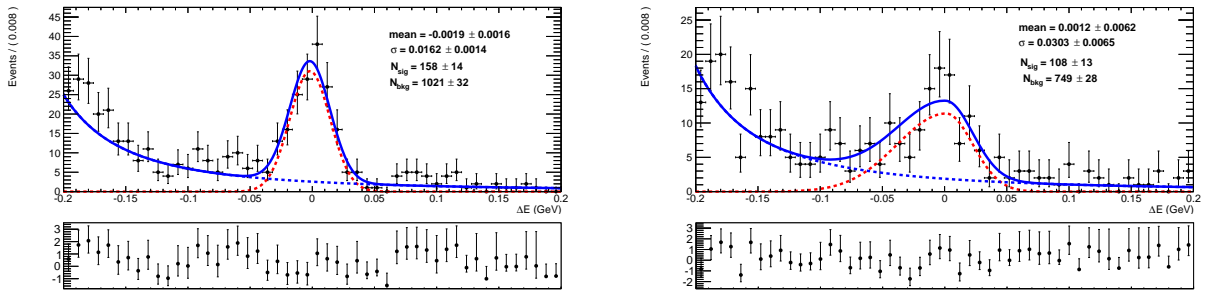 Events / ( 0.008 )
45
40
35
30
25
20
15
10
5
0
mean = -0.0019 ± 0.0016
σ = 0.0162 ± 0.0014
N_sig = 158 ± 14
N_bkg = 1021 ± 32
-0.2 -0.15 -0.1 -0.05 0 0.05 0.1 0.15 0.2
ΔE (GeV)
3
2
1
0
-1
Events / ( 0.008 )
25
20
15
10
5
0
mean = 0.0012 ± 0.0062
σ = 0.0303 ± 0.0065
N_sig = 108 ± 13
N_bkg = 749 ± 28
-0.2 -0.15 -0.1 -0.05 0 0.05 0.1 0.15 0.2
ΔE (GeV)
3
2
1
0
-1
-2